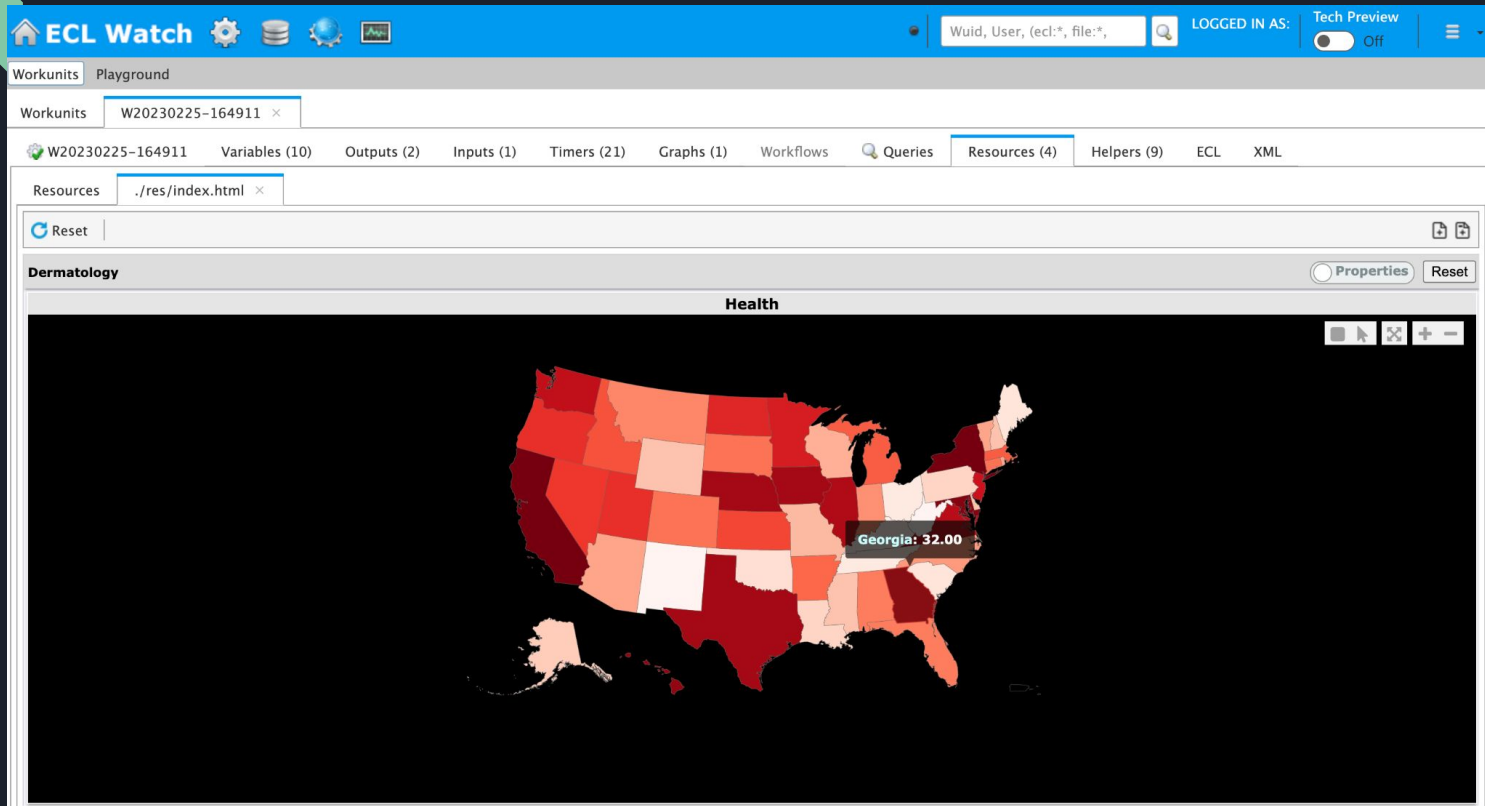 ECL Watch
Wuid, User, (ecl:*, file:*,
LOGGED IN AS:
Tech Preview
Off
Workunits Playground
Workunits W20230225-164911 ×
W20230225-164911 Variables (10) Outputs (2) Inputs (1) Timers (21) Graphs (1) Workflows Queries Resources (4) Helpers (9) ECL XML
Resources ./res/index.html ×
Reset
Dermatology Properties Reset
Health
Georgia: 32.00